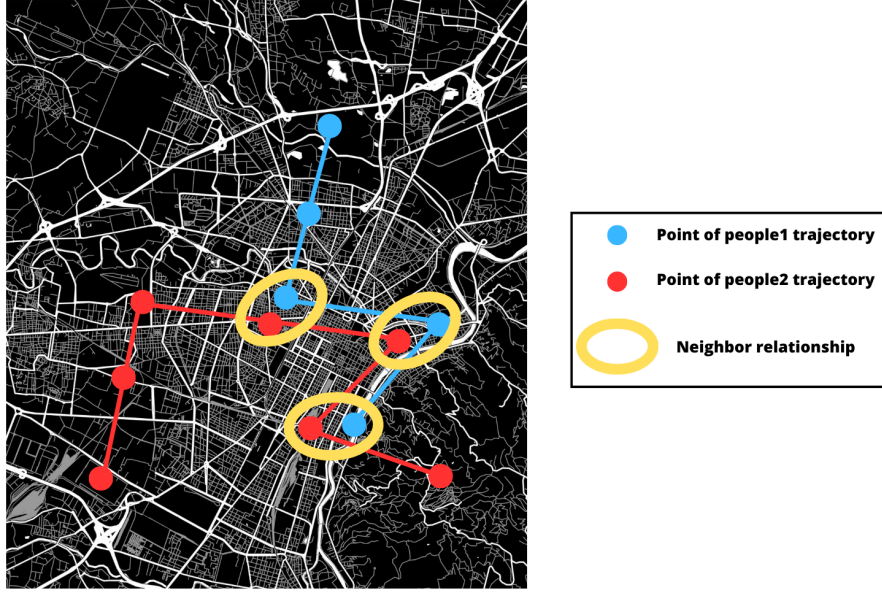 Point of people1 trajectory
Point of people2 trajectory
Neighbor relationship